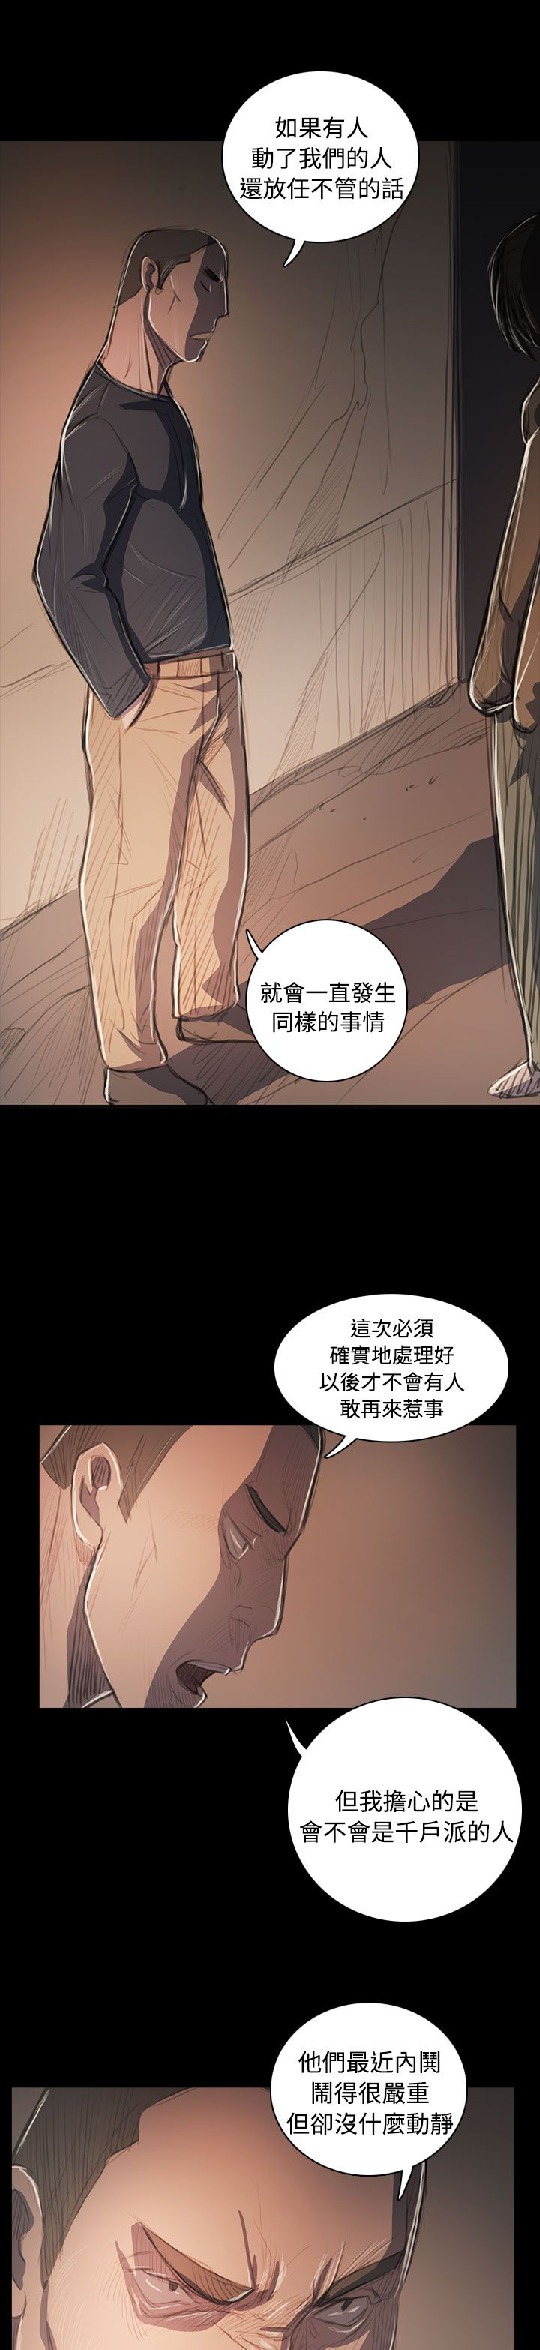 如果有人
動了我們的人
還放任不管的話
就會一直發生
同樣的事情
這次必須
確實地處理好
以後才不會有人
敢再來惹事
但我擔心的是
會不會是千戶派的人
他們最近內鬨
鬧得很嚴重
但卻沒什麼動靜